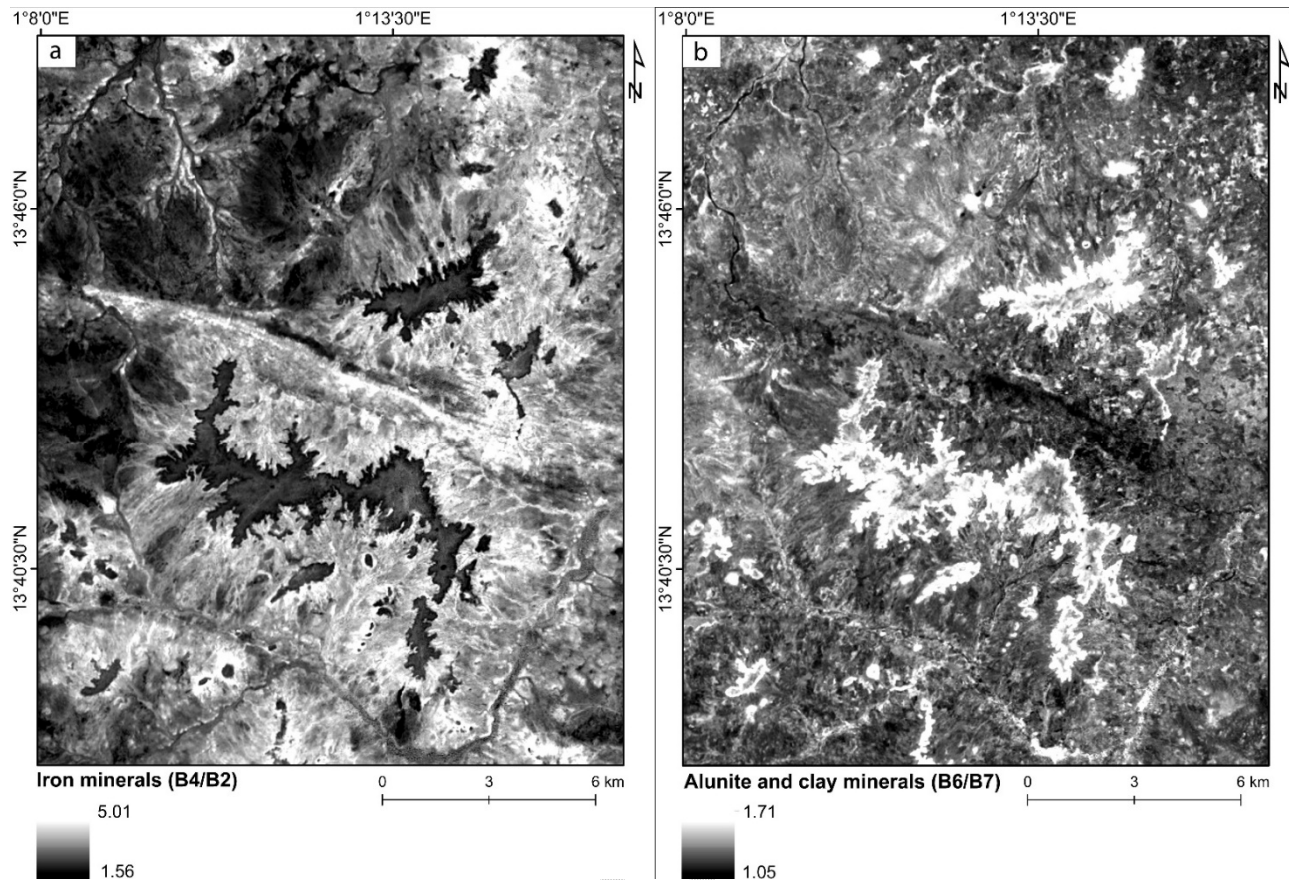 1°8'0"E 1°13'30"E 1°8'0"E 1°13'30"E
a
b
N
N
13°46'0"N
13°46'0"N
13°40'30"N
13°40'30"N
Iron minerals (B4/B2)
0 3 6 km
5.01
1.56
Alunite and clay minerals (B6/B7)
0 3 6 km
1.71
1.05